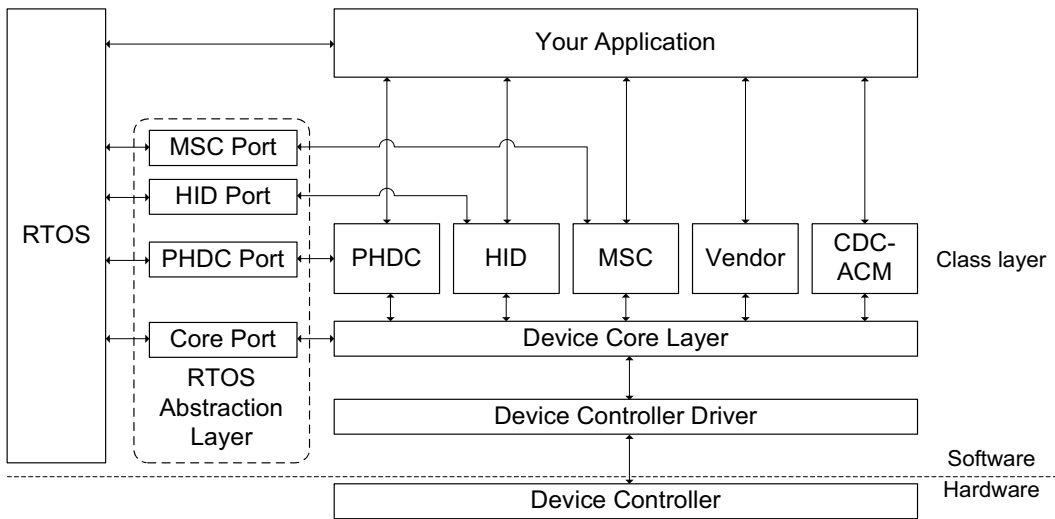 Your Application
MSC Port
HID Port
RTOS
PHDC Port
PHDC
HID
MSC
Vendor
CDC-
ACM
Class layer
Core Port
Device Core Layer
RTOS
Abstraction
Layer
Device Controller Driver
Software
Hardware
Device Controller